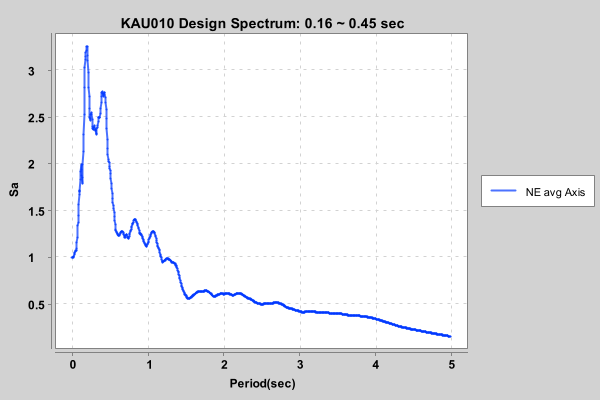 KAU010 Design Spectrum: 0.16 ~ 0.45 sec
3
2.5
2
1.5
1
0.5
Sa
0 1 2 3 4 5
Period(sec)
NE avg Axis